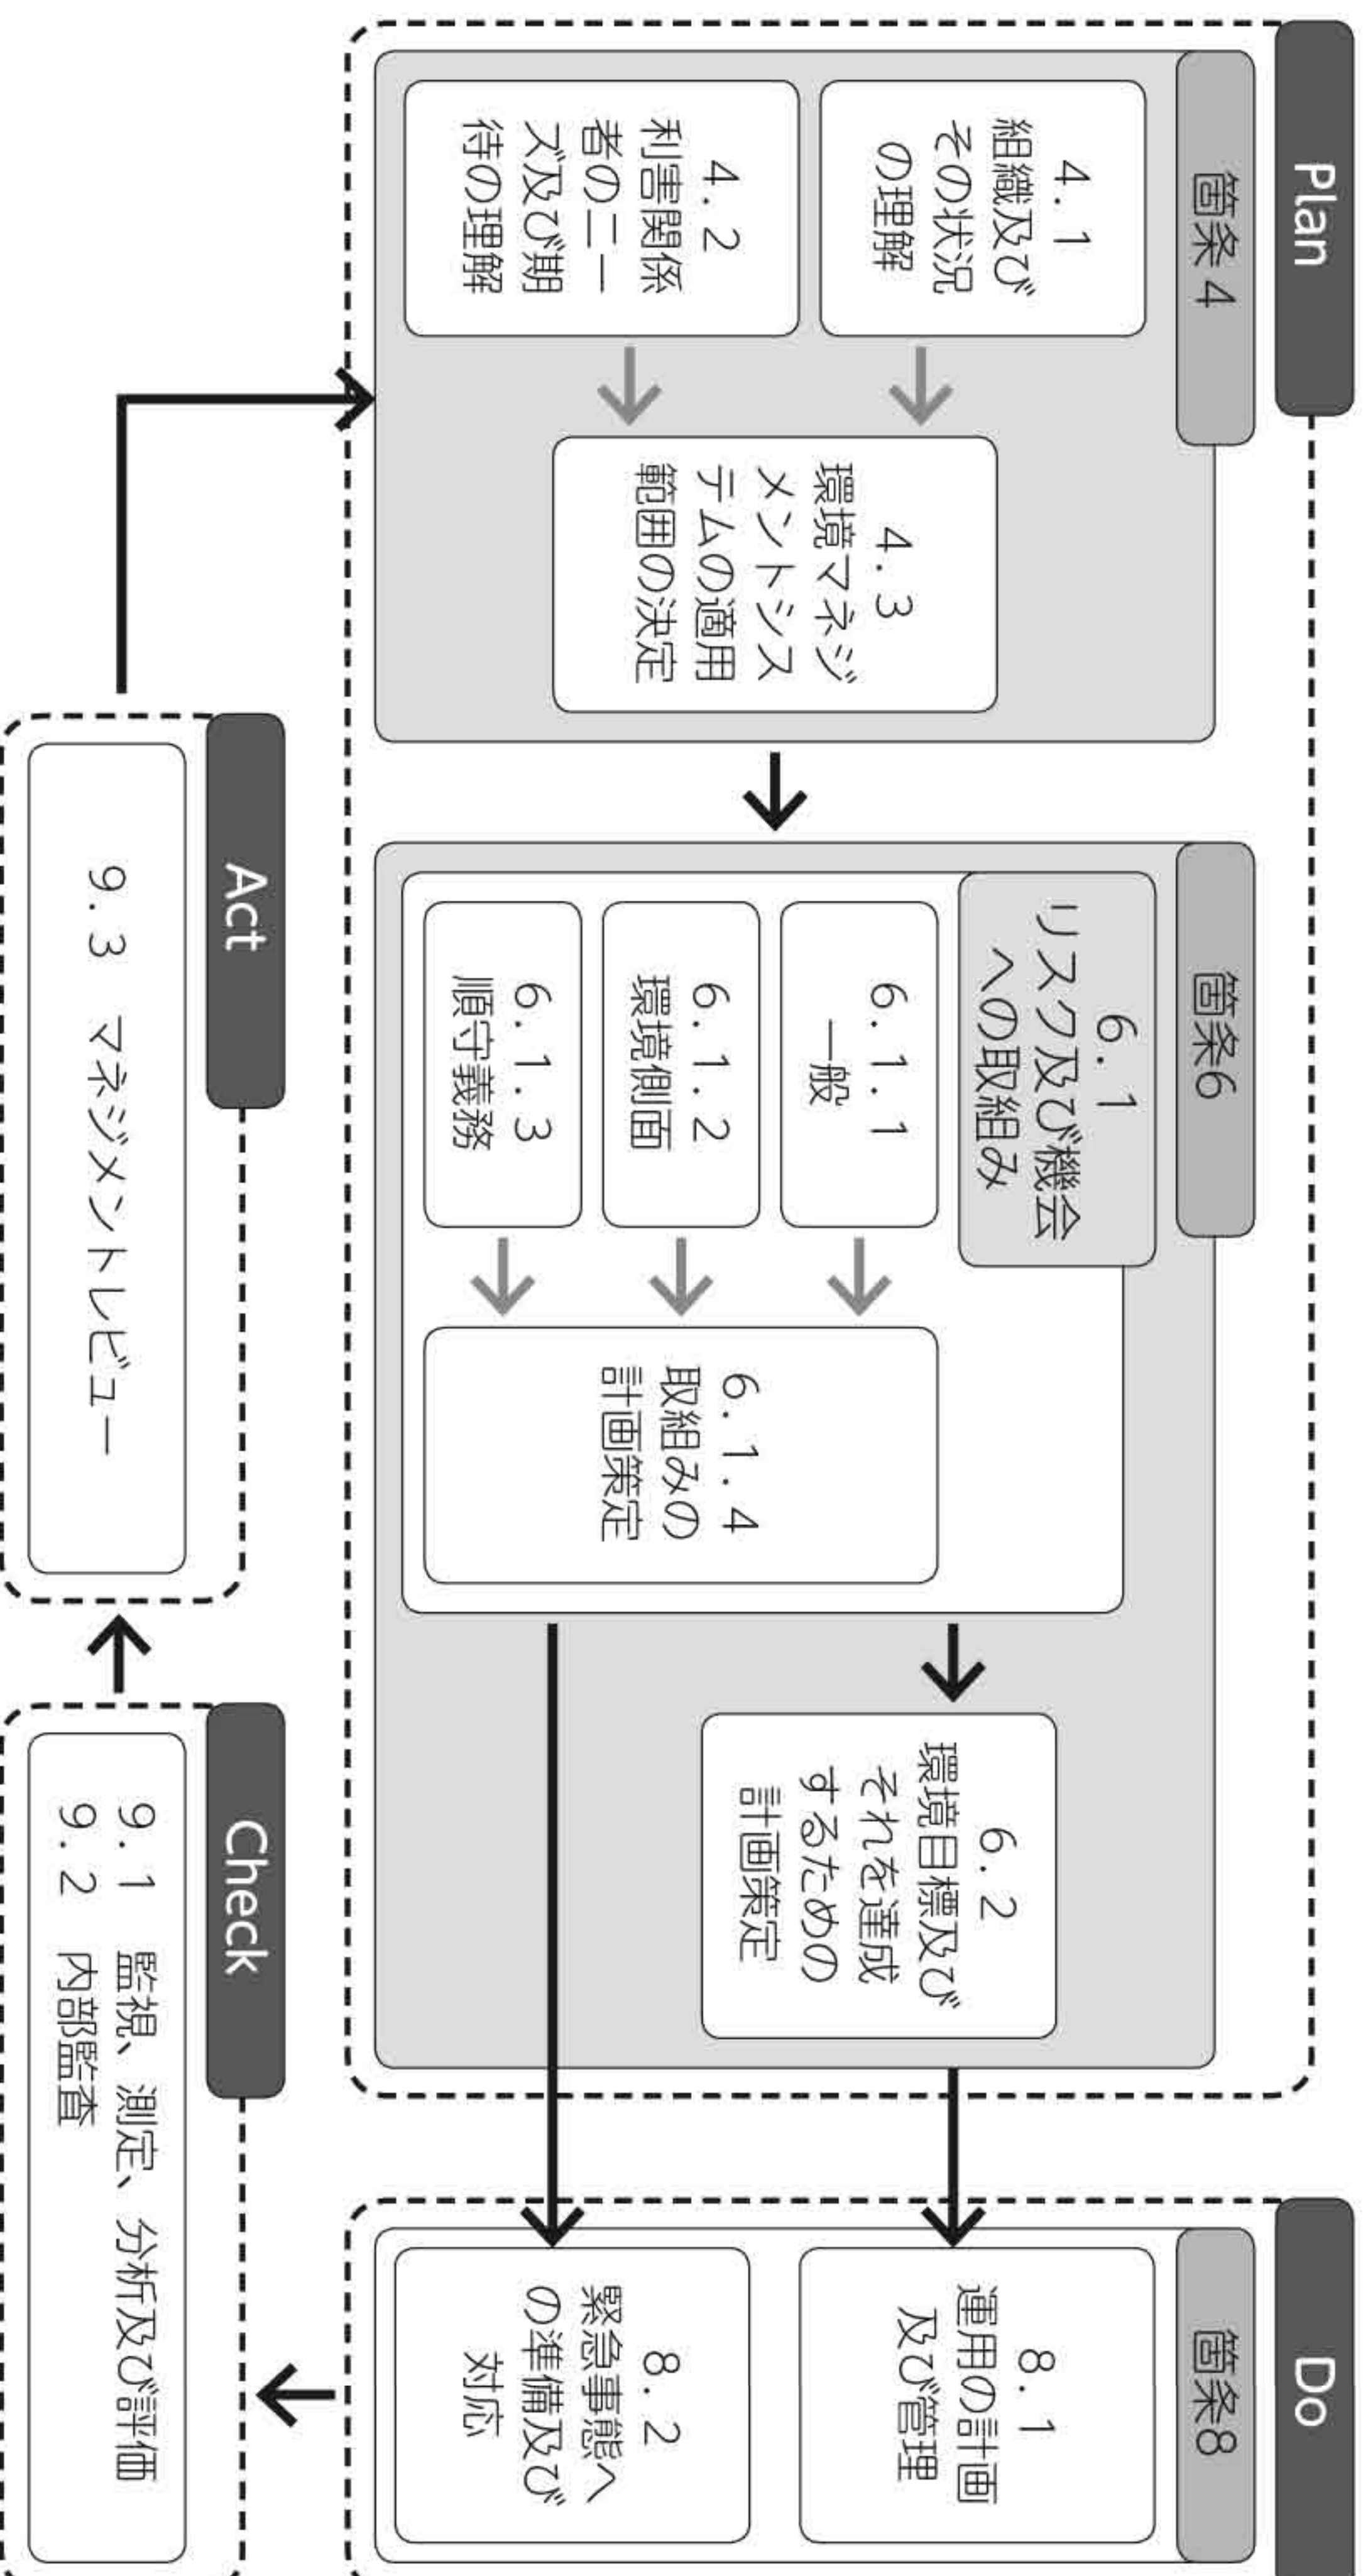 Plan
箇条 4
4.1
組織及び
その状況
の理解
4.2
利害関係
者のニー
ズ及び期
待の理解
4.3
環境マネジ
メントシス
テムの適用
範囲の決定
箇条6
6.1
リスク及び機会
への取組み
6.1.1
一般
6.1.2
環境側面
6.1.3
順守義務
6.1.4
取組みの
計画策定
6.2
環境目標及び
それを達成
するための
計画策定
Do
箇条8
8.1
運用の計画
及び管理
8.2
緊急事態へ
の準備及び
対応
Act
9.3 マネジメントレビュー
Check
9.1 監視、測定、分析及び評価
9.2 内部監査